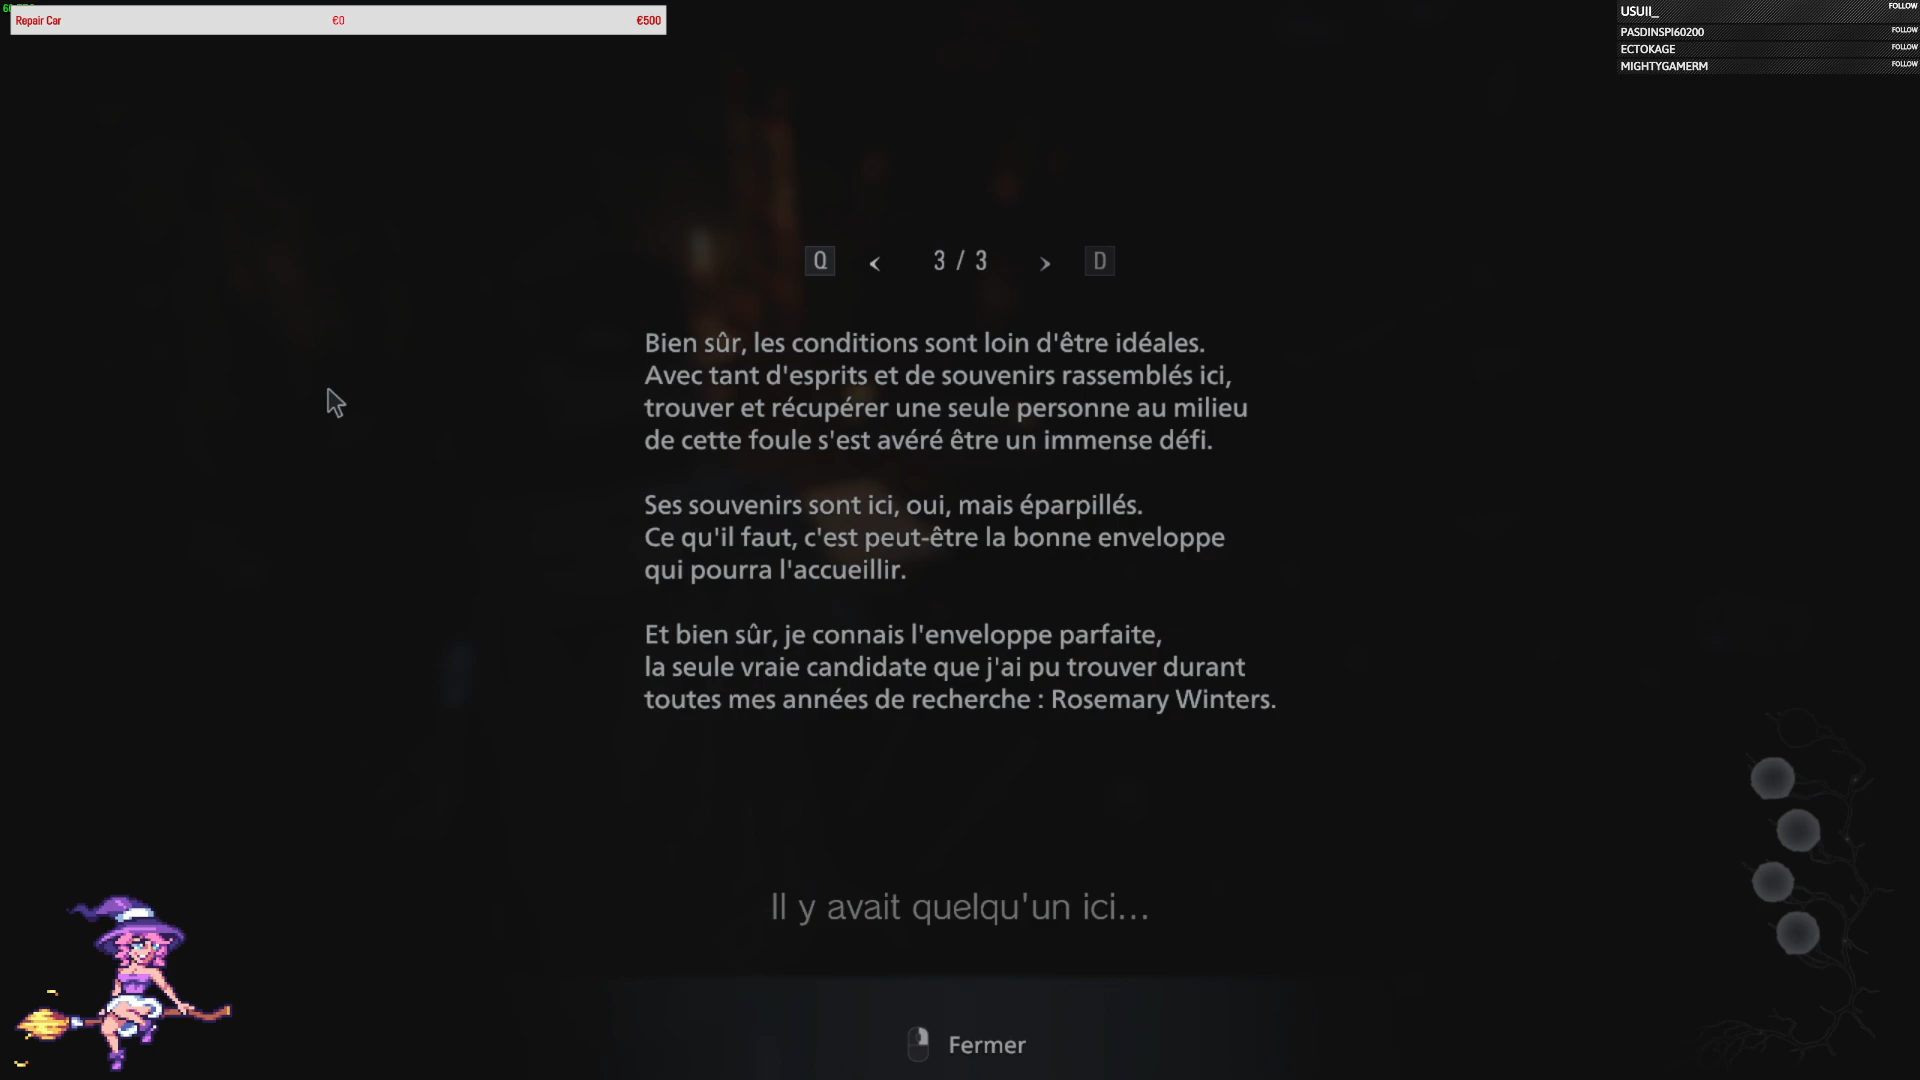 Repair Car €0 €500
USUII_ FOLLOW
PASDINSPI60200 FOLLOW
ECTOKAGE FOLLOW
MIGHTYGAMERM FOLLOW
Q < 3 / 3 > D
Bien sûr, les conditions sont loin d'être idéales.
Avec tant d'esprits et de souvenirs rassemblés ici,
trouver et récupérer une seule personne au milieu
de cette foule s'est avéré être un immense défi.
Ses souvenirs sont ici, oui, mais éparpillés.
Ce qu'il faut, c'est peut-être la bonne enveloppe
qui pourra l'accueillir.
Et bien sûr, je connais l'enveloppe parfaite,
la seule vraie candidate que j'ai pu trouver durant
toutes mes années de recherche : Rosemary Winters.
Il y avait quelqu'un ici...
Fermer